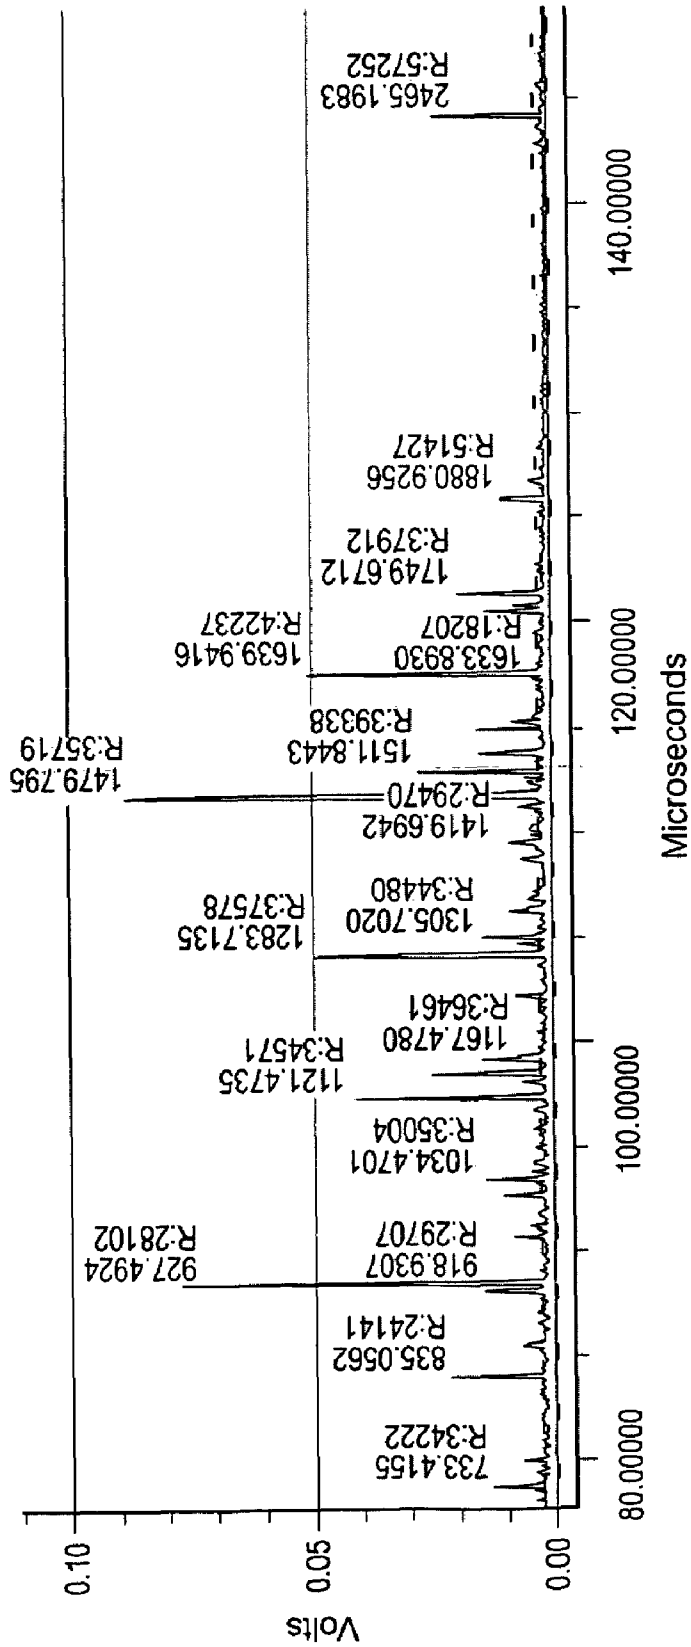 Volts
0.10
0.05
0.00
733.4155
R:34222
835.0562
R:24141
918.9307
R:29707
927.4924
R:28102
1034.4701
R:35004
1121.4735
R:34571
1167.4780
R:36461
1283.7135
R:37578
1305.7020
R:34480
1419.6942
R:29470
1479.795
R:35719
1511.8443
R:39338
1633.8930
R:18207
1639.9416
R:42237
1749.6712
R:37912
1880.9256
R:51427
2465.1983
R:57252
80.00000
100.00000
120.00000
140.00000
Microseconds